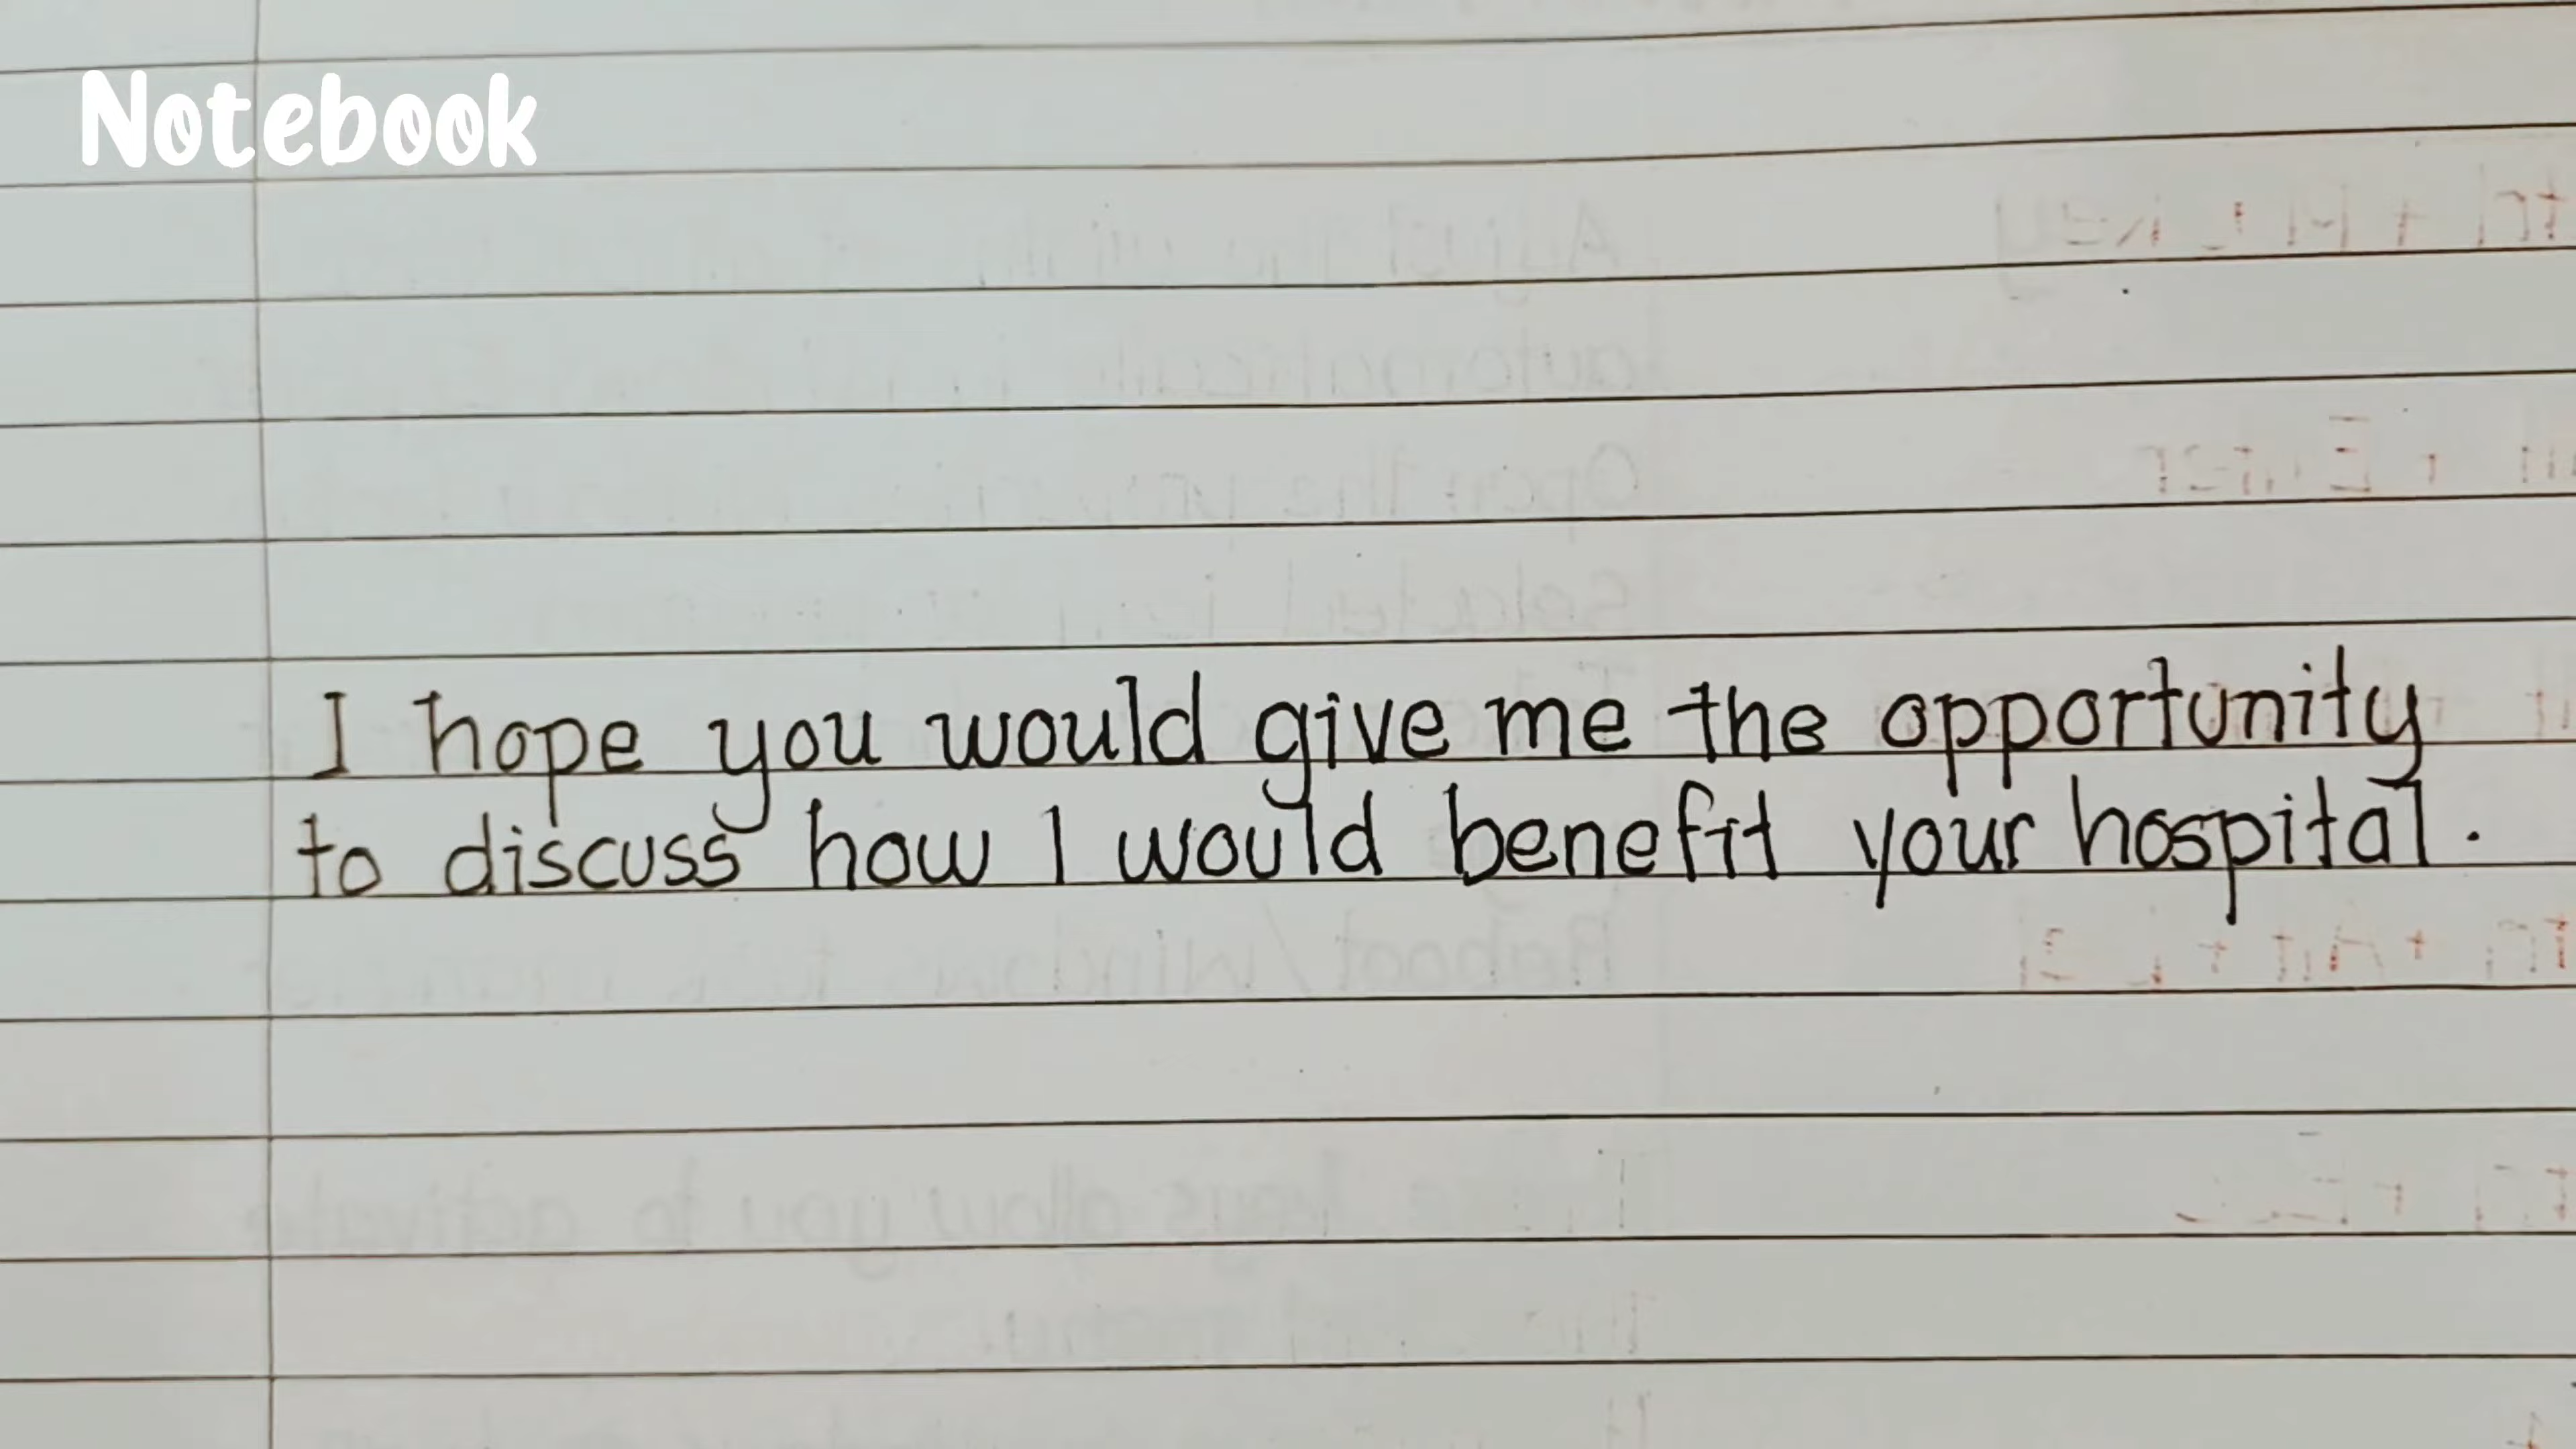 Notebook
I hope you would give me the opportunity
to discuss how I would benefit your hospital.